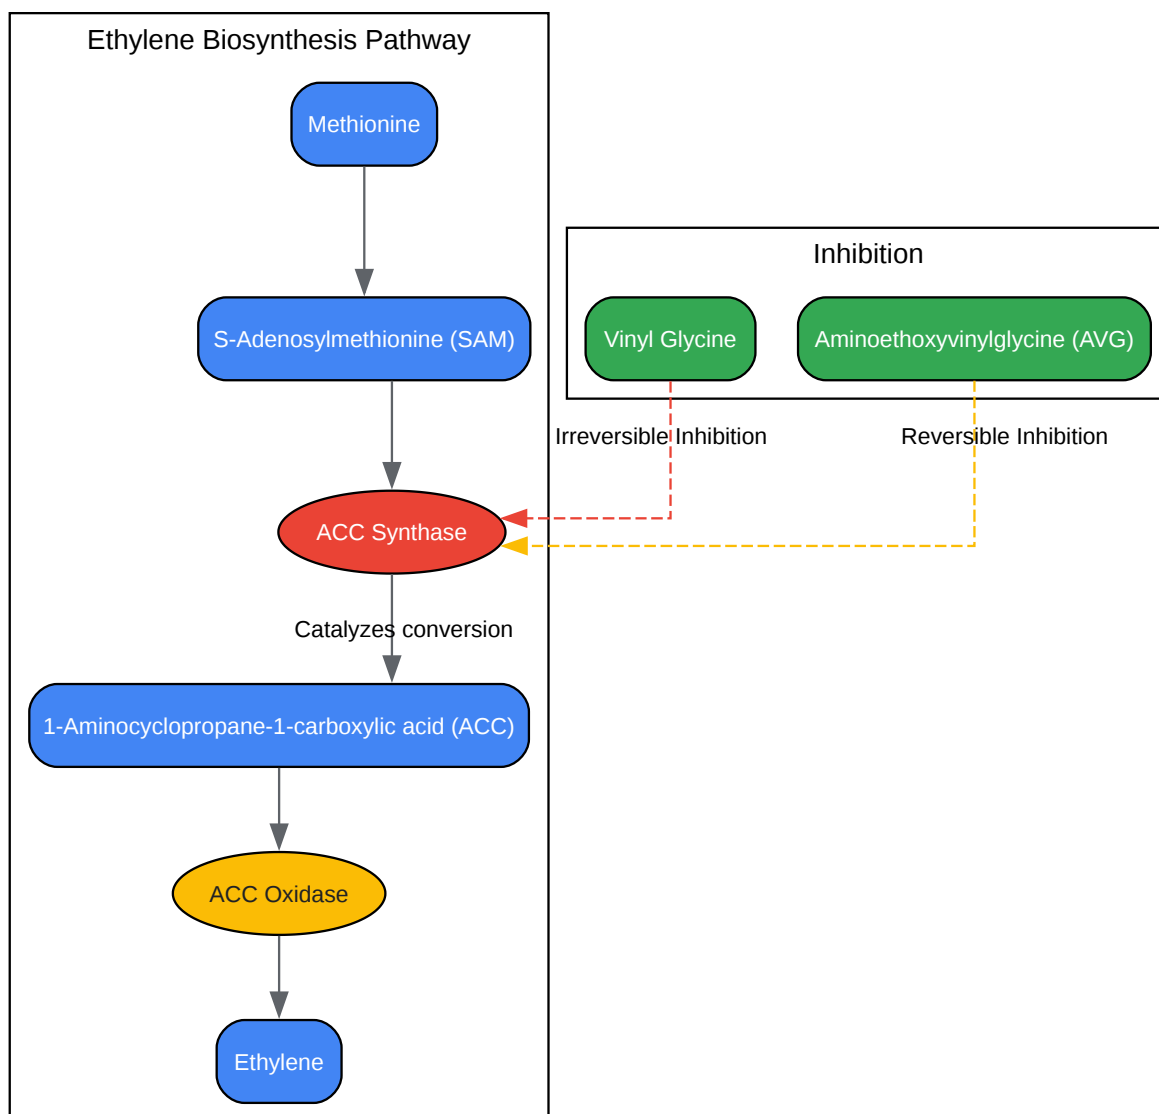 Ethylene Biosynthesis Pathway
Methionine
Inhibition
S-Adenosylmethionine (SAM)
Vinyl Glycine
Aminoethoxyvinylglycine (AVG)
Irreversible Inhibition
Reversible Inhibition
ACC Synthase
Catalyzes conversion
1-Aminocyclopropane-1-carboxylic acid (ACC)
ACC Oxidase
Ethylene